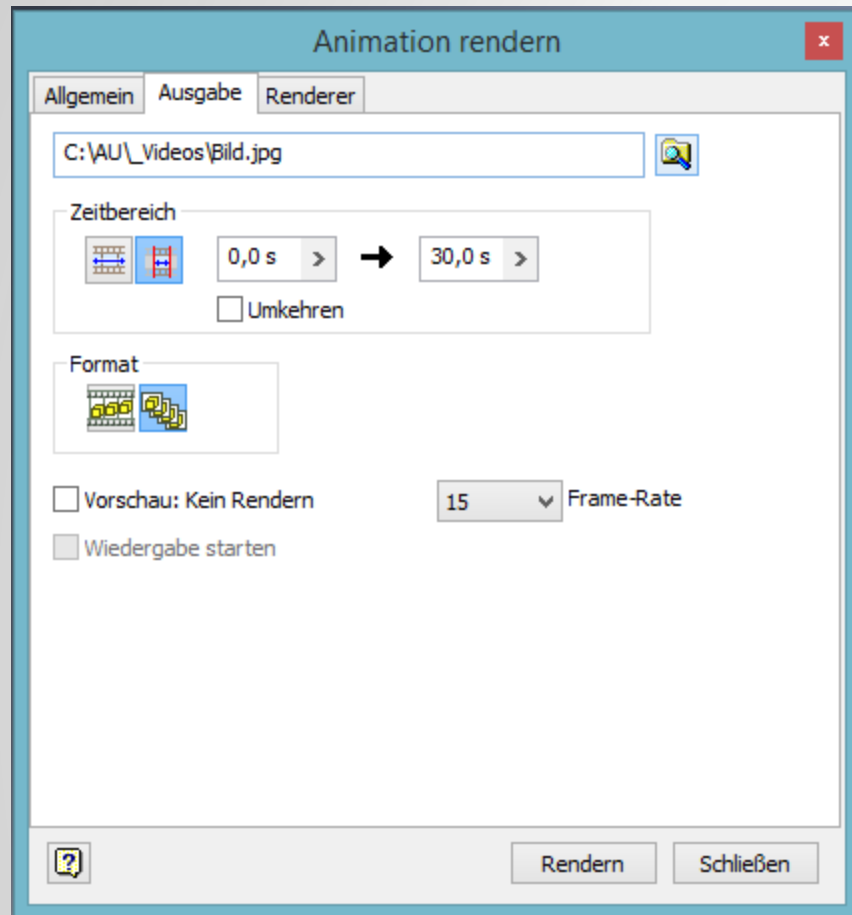 Animation rendern
x
Allgemein Ausgabe Renderer
C:\AU\_Videos\Bild.jpg
Zeitbereich
0,0 s > 30,0 s >
Umkehren
Format
Vorschau: Kein Rendern 15 Frame-Rate
Wiedergabe starten
? Rendern Schließen